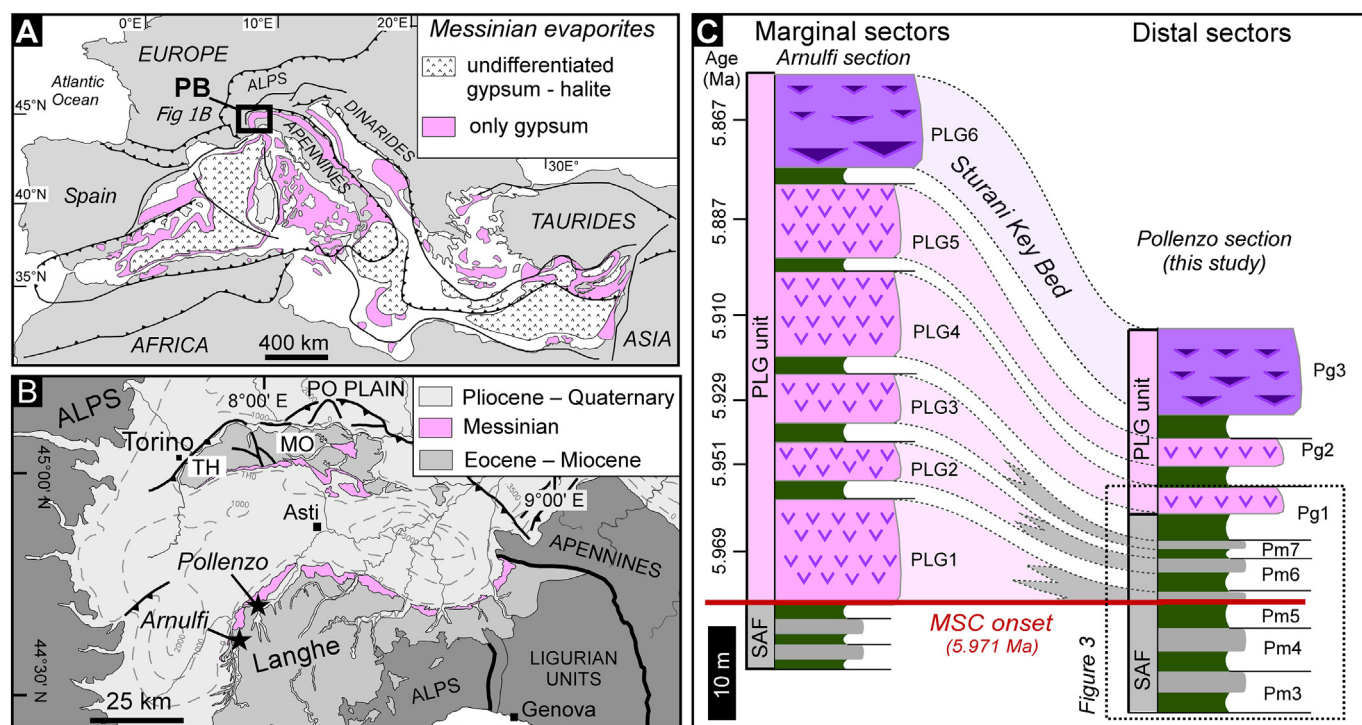 A
0°E
10°E
20°E
EUROPE
Atlantic
Ocean
ALPS
PB
Fig 1B
45°N
DINARIDES
APENNINES
Messinian evaporites
undifferentiated
gypsum - halite
only gypsum
30E°
Spain
40°N
TAURIDES
35°N
AFRICA
400 km
ASIA
B
ALPS
8°00' E
PO PLAIN
1000
Pliocene – Quaternary
Messinian
Eocene – Miocene
Torino
MO
TH
45°00' N
1000
Asti
3000
9°00' E
APENNINES
Pollenzo
Arnulfi
2000
Langhe
44°30' N
LIGURIAN
UNITS
ALPS
25 km
Genova
C
Marginal sectors
Distal sectors
Age
(Ma)
Arnulfi section
5.867
PLG6
Sturani Key Bed
5.887
PLG5
Pollenzo section
(this study)
5.910
PLG4
PLG unit
5.929
PLG3
PLG unit
Pg3
5.951
PLG2
Pg2
5.969
PLG1
Pg1
Pm7
Pm6
MSC onset
(5.971 Ma)
SAF
Pm5
Pm4
Pm3
SAF
Figure 3
10 m